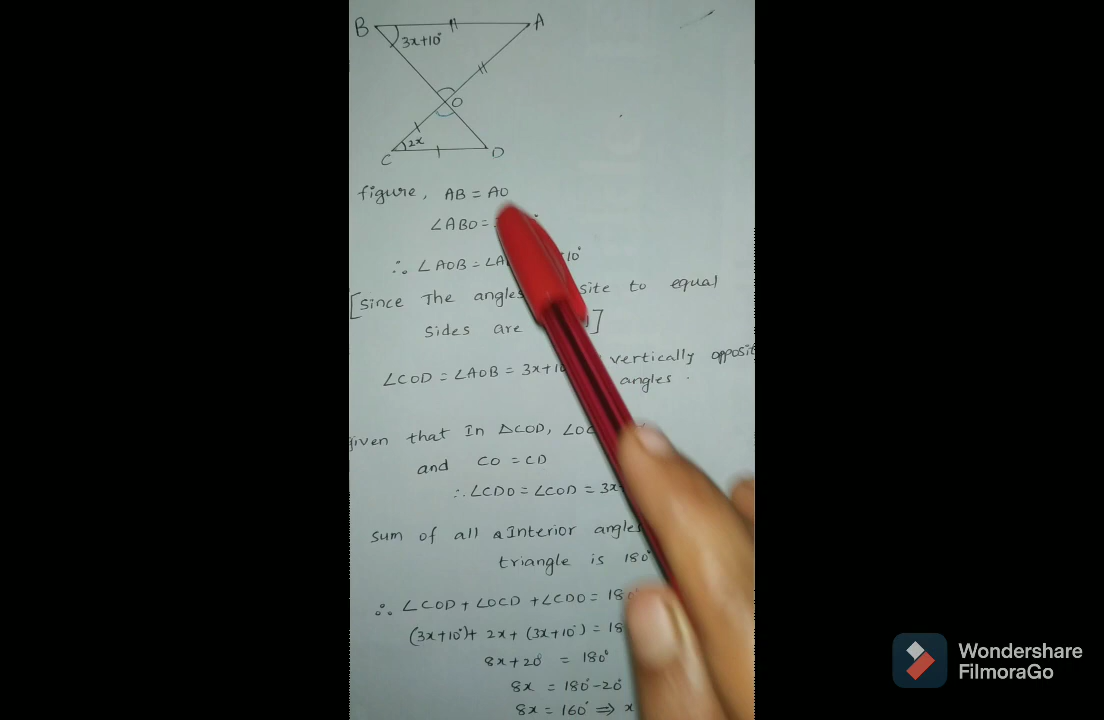 B
A
3x+10°
O
2x
C
D
figure, AB = AO
∠ABO =
∴ ∠AOB = ∠A 10°
[since The angles site to equal
sides are ]
∠COD = ∠AOB = 3x+10 vertically opposit
angles.
given that In △COD, ∠OC
and CO = CD
∴ ∠CDO = ∠COD = 3x
sum of all Interior angles
triangle is 180°
∴ ∠COD + ∠OCD + ∠CDO = 180
(3x+10°)+ 2x + (3x+10°) = 18
8x+20° = 180°
8x = 180°-20°
8x = 160° ⇒ x
Wondershare
FilmoraGo